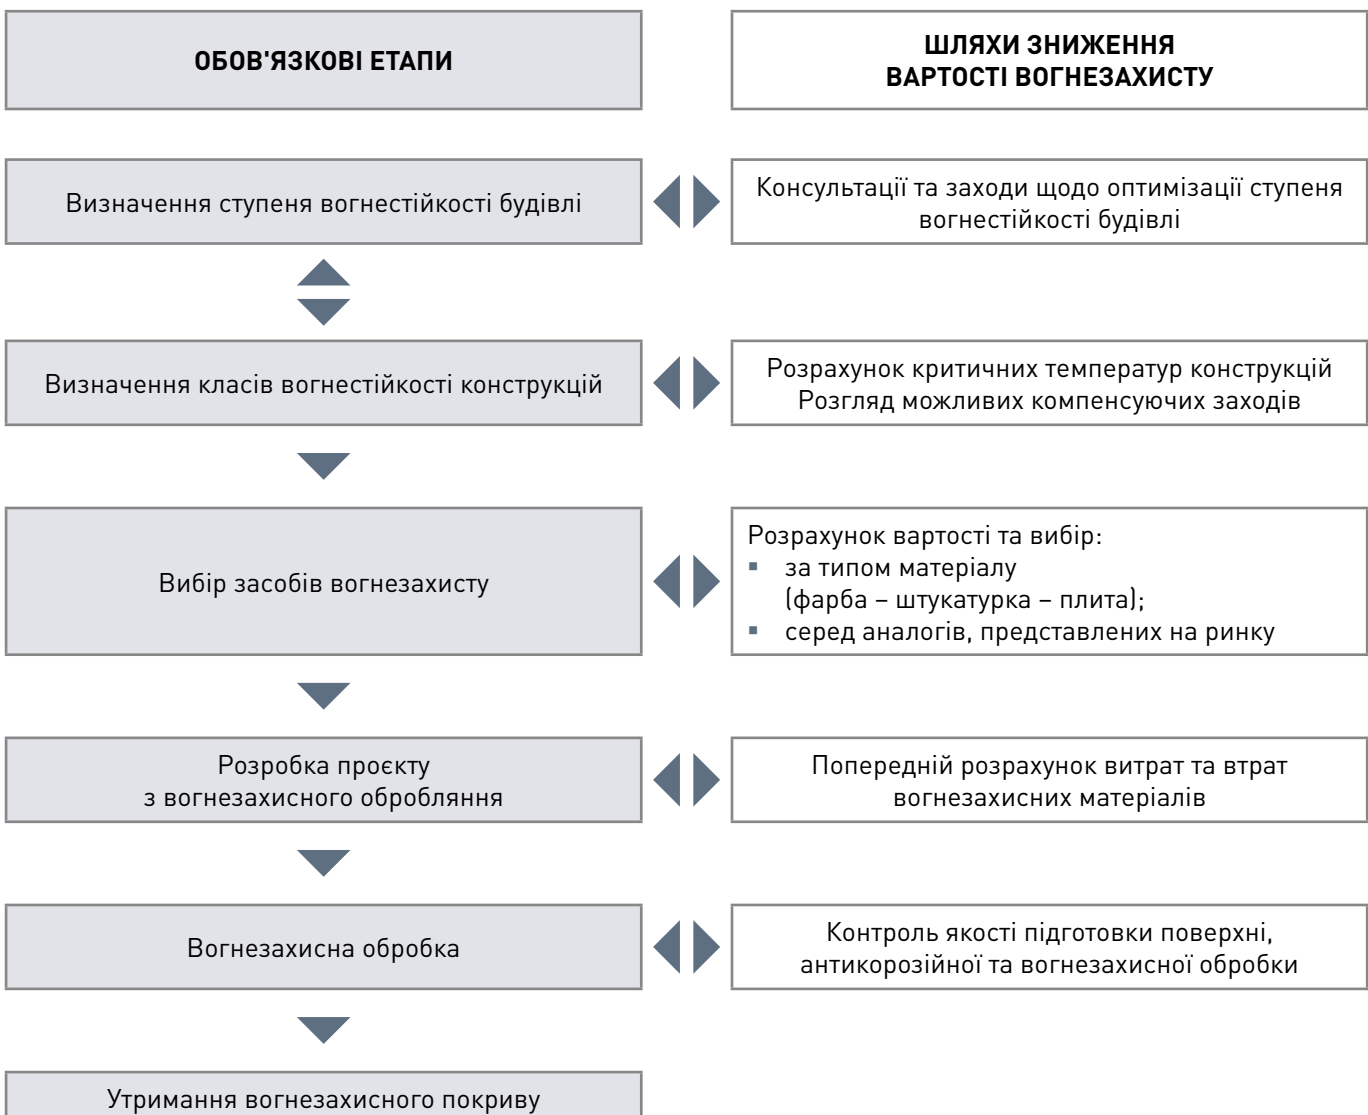 ОБОВ'ЯЗКОВІ ЕТАПИ
ШЛЯХИ ЗНИЖЕННЯ
ВАРТОСТІ ВОГНЕЗАХИСТУ
Визначення ступеня вогнестійкості будівлі
Консультації та заходи щодо оптимізації ступеня
вогнестійкості будівлі
Визначення класів вогнестійкості конструкцій
Розрахунок критичних температур конструкцій
Розгляд можливих компенсуючих заходів
Вибір засобів вогнезахисту
Розрахунок вартості та вибір:
▪ за типом матеріалу
(фарба – штукатурка – плита);
▪ серед аналогів, представлених на ринку
Розробка проєкту
з вогнезахисного обробляння
Попередній розрахунок витрат та втрат
вогнезахисних матеріалів
Вогнезахисна обробка
Контроль якості підготовки поверхні,
антикорозійної та вогнезахисної обробки
Утримання вогнезахисного покриву